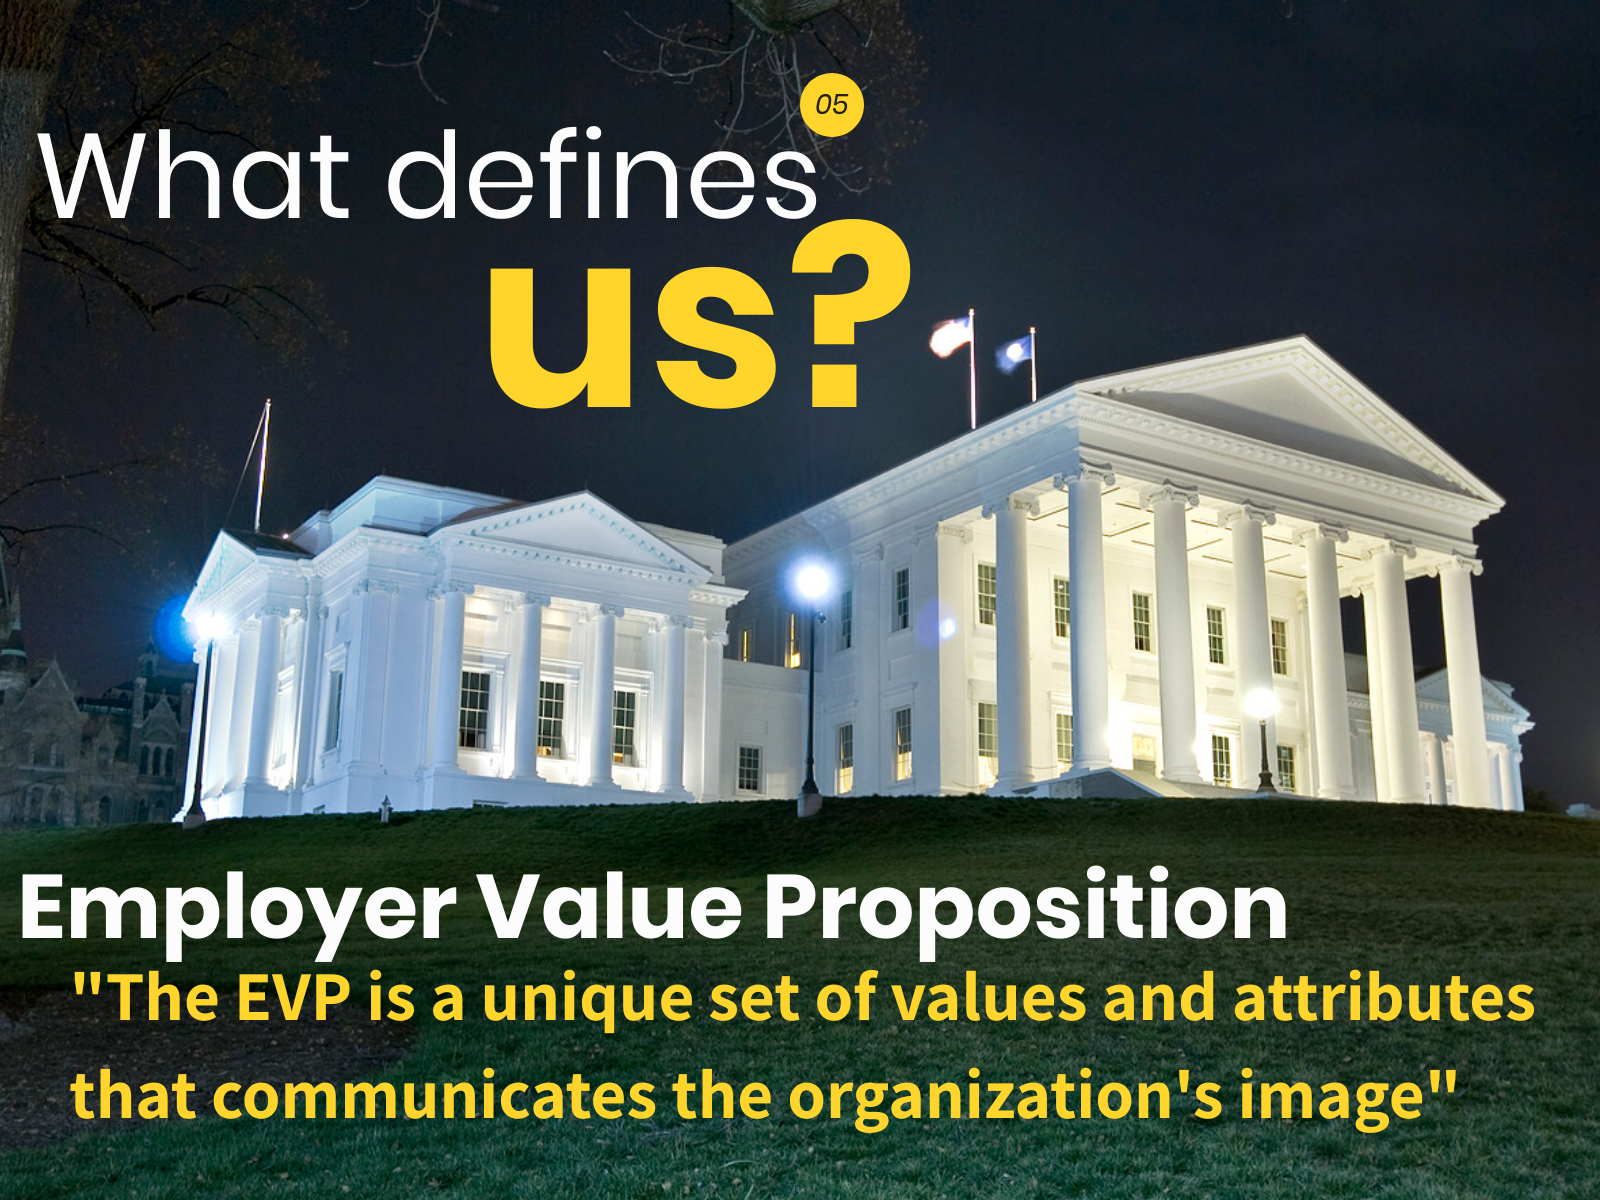 05
What defines
us?
Employer Value Proposition
"The EVP is a unique set of values and attributes
that communicates the organization's image"